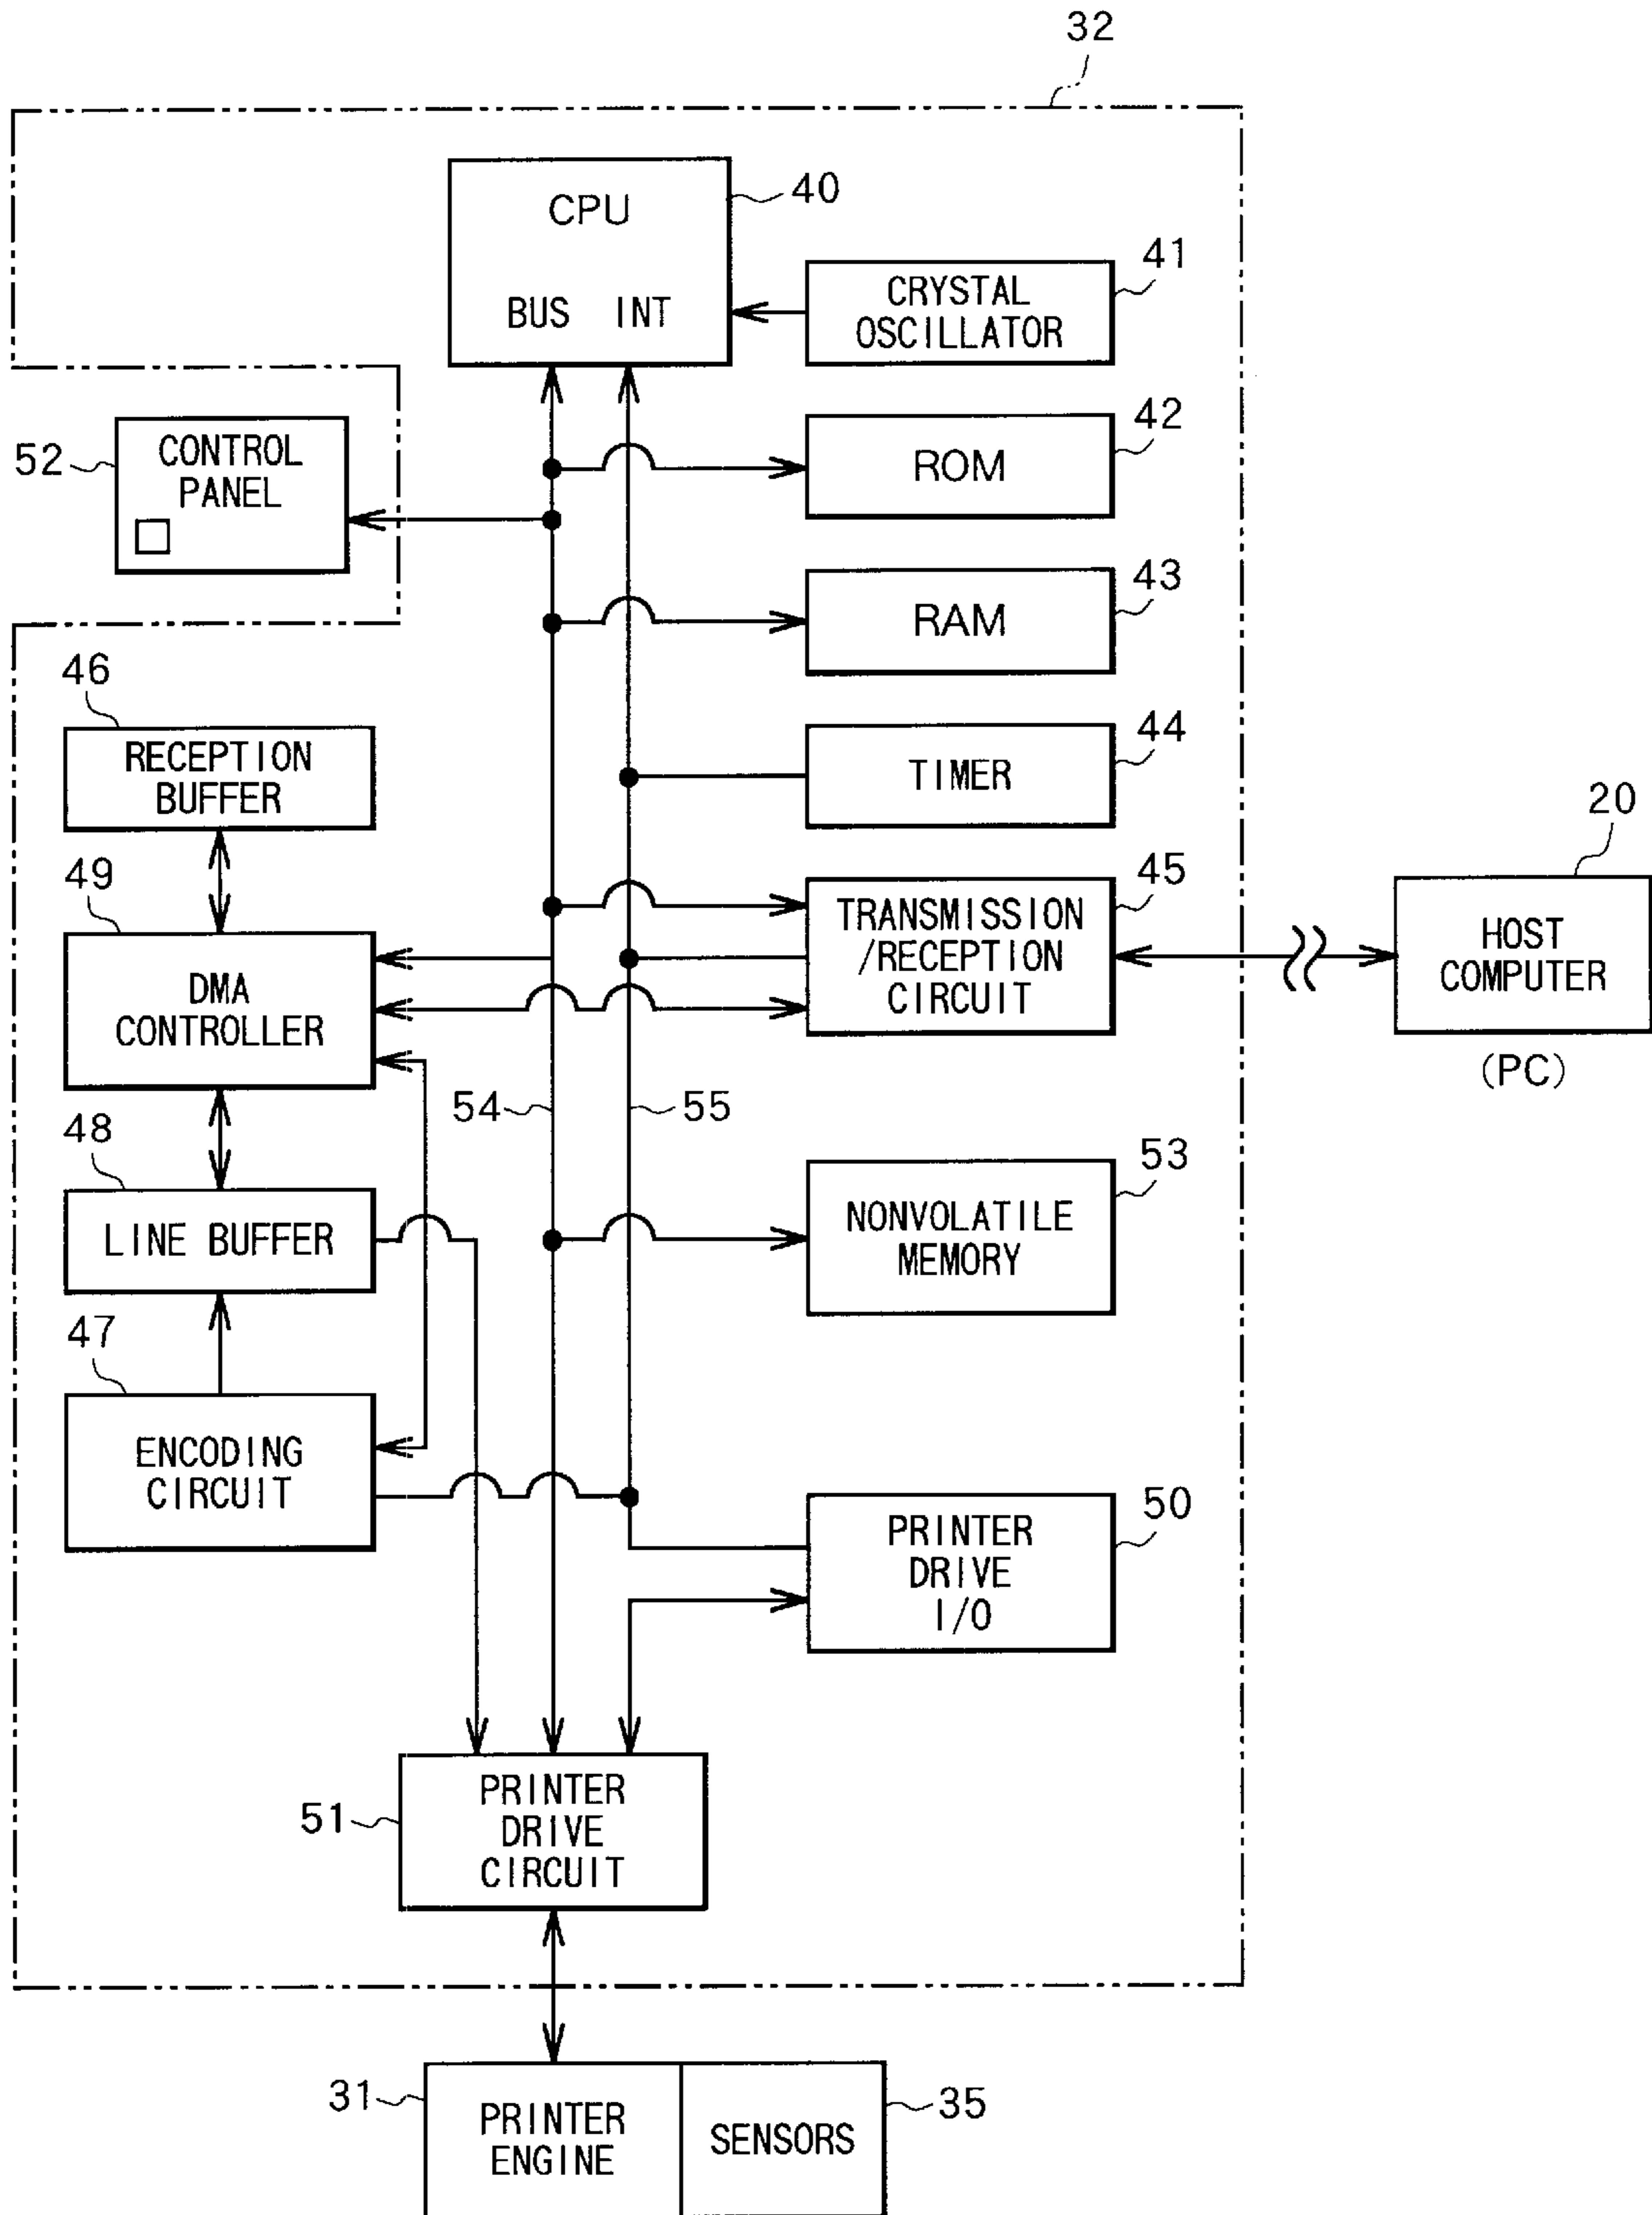 32
CPU
40
BUS INT
41
CRYSTAL
OSCILLATOR
42
ROM
52
CONTROL
PANEL
43
RAM
46
RECEPTION
BUFFER
44
TIMER
20
HOST
COMPUTER
(PC)
49
DMA
CONTROLLER
45
TRANSMISSION
/RECEPTION
CIRCUIT
54
55
48
LINE BUFFER
53
NONVOLATILE
MEMORY
47
ENCODING
CIRCUIT
50
PRINTER
DRIVE
I/O
51
PRINTER
DRIVE
CIRCUIT
31
PRINTER
ENGINE
SENSORS
35